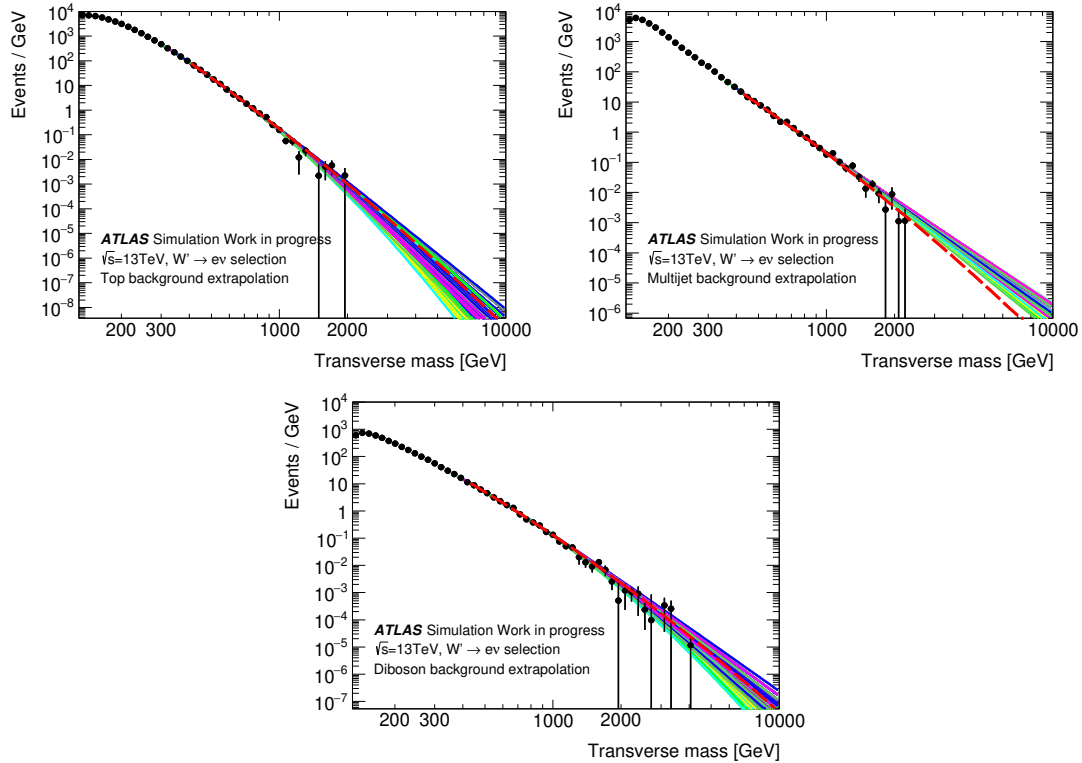 Events / GeV
10⁴
10³
10²
10
1
10⁻¹
10⁻²
10⁻³
10⁻⁴
10⁻⁵
10⁻⁶
10⁻⁷
10⁻⁸
ATLAS Simulation Work in progress
√s=13TeV, W' → eν selection
Top background extrapolation
200 300 1000 2000 10000
Transverse mass [GeV]
Events / GeV
10⁴
10³
10²
10
1
10⁻¹
10⁻²
10⁻³
10⁻⁴
10⁻⁵
10⁻⁶
ATLAS Simulation Work in progress
√s=13TeV, W' → eν selection
Multijet background extrapolation
200 300 1000 2000 10000
Transverse mass [GeV]
Events / GeV
10⁴
10³
10²
10
1
10⁻¹
10⁻²
10⁻³
10⁻⁴
10⁻⁵
10⁻⁶
10⁻⁷
ATLAS Simulation Work in progress
√s=13TeV, W' → eν selection
Diboson background extrapolation
200 300 1000 2000 10000
Transverse mass [GeV]